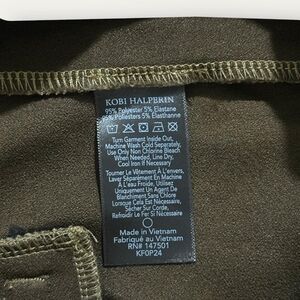 KOBI HALPERIN
95% Polyester 5% Elastane
95% Polyesters 5% Elasthanne
Turn Garment Inside Out,
Machine Wash Cold Separately,
Use Only Non Chlorine Bleach
When Needed, Line Dry,
Cool Iron If Necessary
Tourner Le Vêtement À L'envers,
Laver Séparément En Machine
À L'eau Froide, Utilisez
Uniquement Un Agent De
Blanchiment Sans Chlore
Lorsque Cela Est Nécessaire,
Sécher Sur Corde,
Refroidir Le Fer Si Nécessaire
Made in Vietnam
Fabriqué au Vietnam
RN# 147501
KF0P24